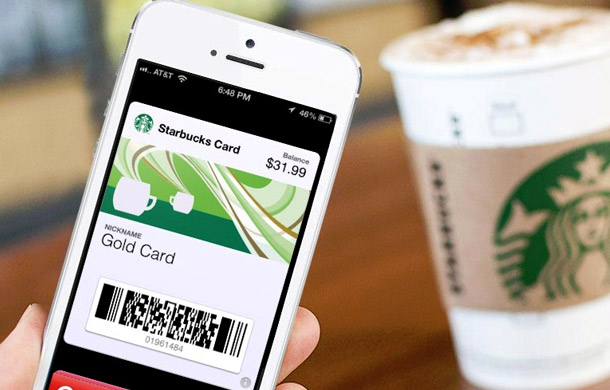 AT&T
6:48 PM
46%
Starbucks Card
Balance
$31.99
NICKNAME
Gold Card
01961484